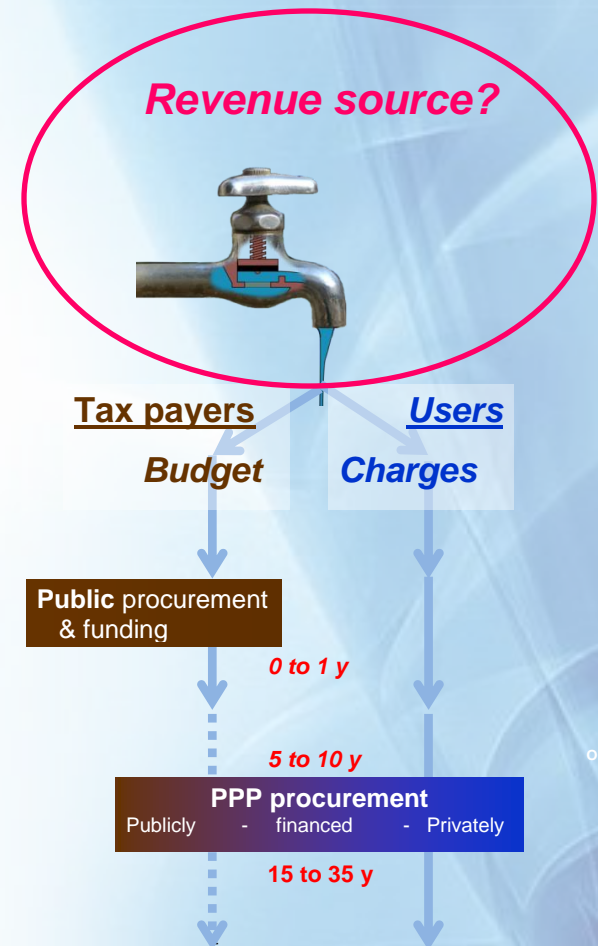 Revenue source?
Tax payers Users
Budget Charges
Public procurement
& funding
0 to 1 y
5 to 10 y
o
PPP procurement
Publicly - financed - Privately
15 to 35 y